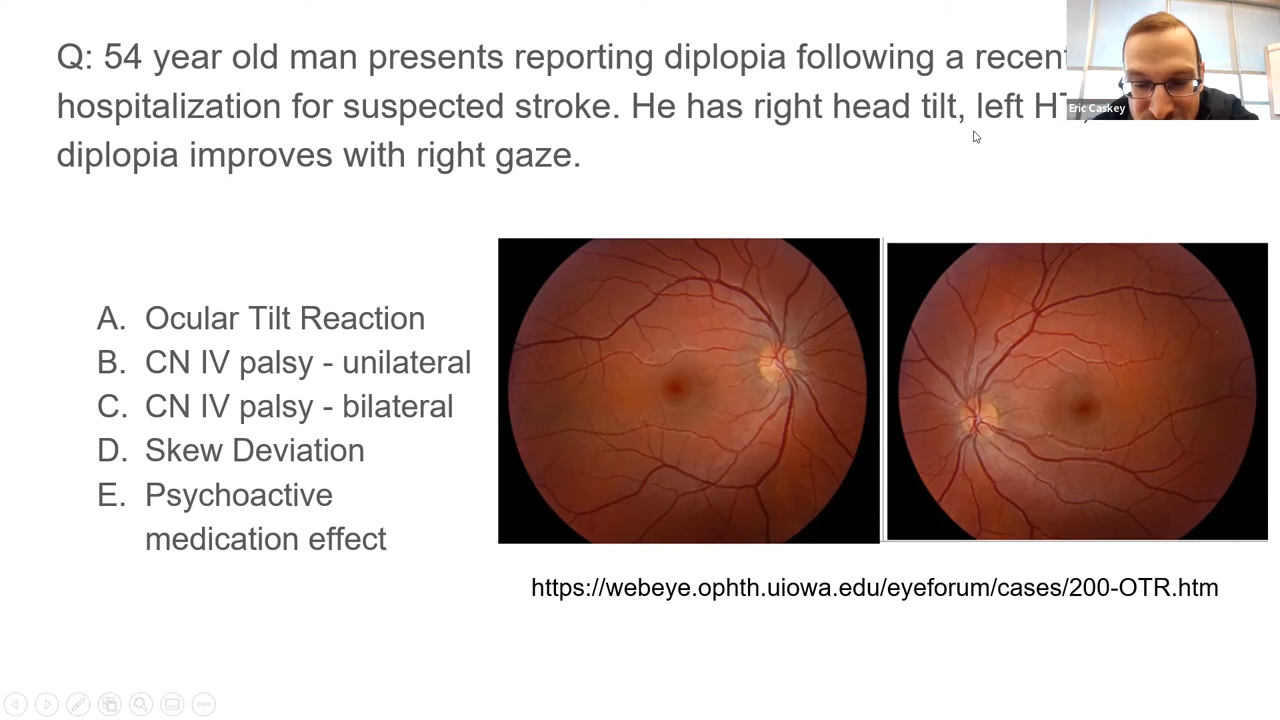 Q: 54 year old man presents reporting diplopia following a recent
hospitalization for suspected stroke. He has right head tilt, left HT,
diplopia improves with right gaze.
Eric Caskey
A. Ocular Tilt Reaction
B. CN IV palsy - unilateral
C. CN IV palsy - bilateral
D. Skew Deviation
E. Psychoactive
medication effect
https://webeye.ophth.uiowa.edu/eyeforum/cases/200-OTR.htm